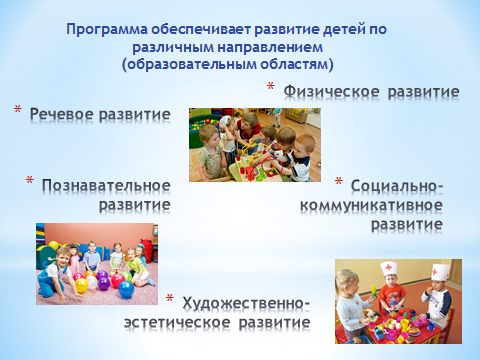 Программа обеспечивает развитие детей по
различным направлением
(образовательным областям)
* Физическое развитие
* Речевое развитие
* Познавательное
развитие
* Социально-
коммуникативное
развитие
* Художественно-
эстетическое развитие